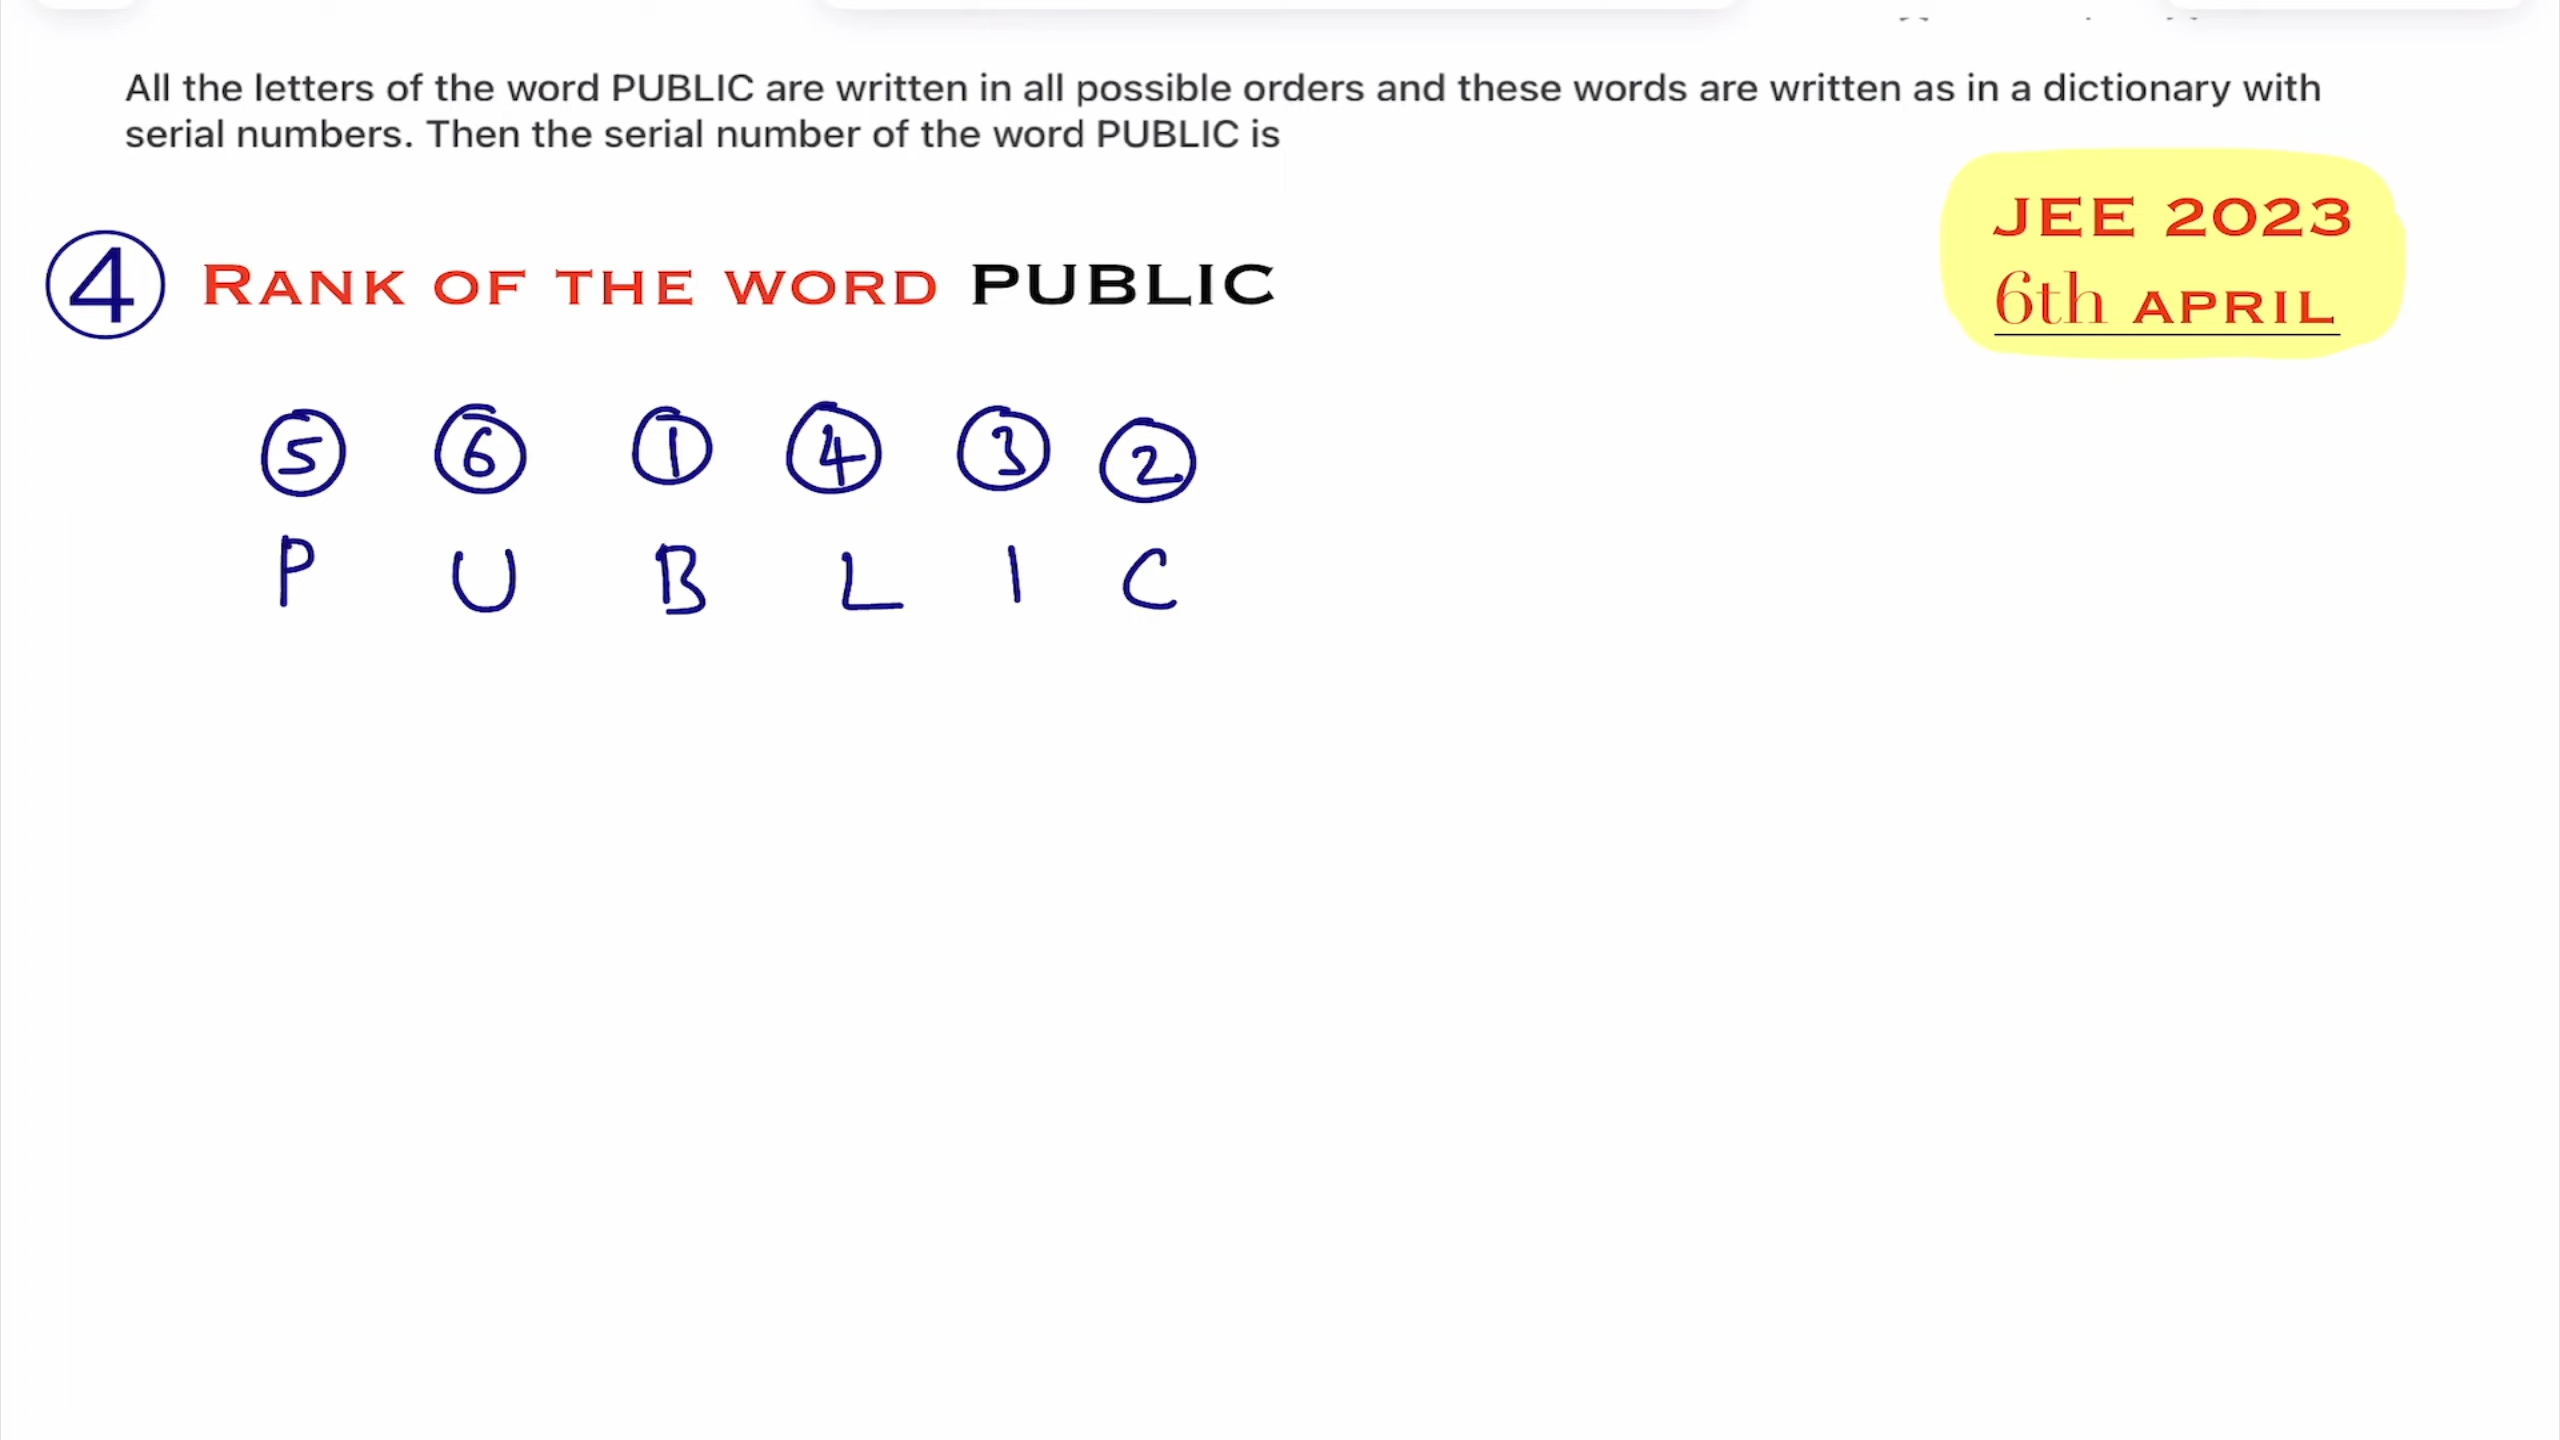 All the letters of the word PUBLIC are written in all possible orders and these words are written as in a dictionary with
serial numbers. Then the serial number of the word PUBLIC is
JEE 2023
6th APRIL
4 RANK OF THE WORD PUBLIC
5 6 1 4 3 2
P U B L I C